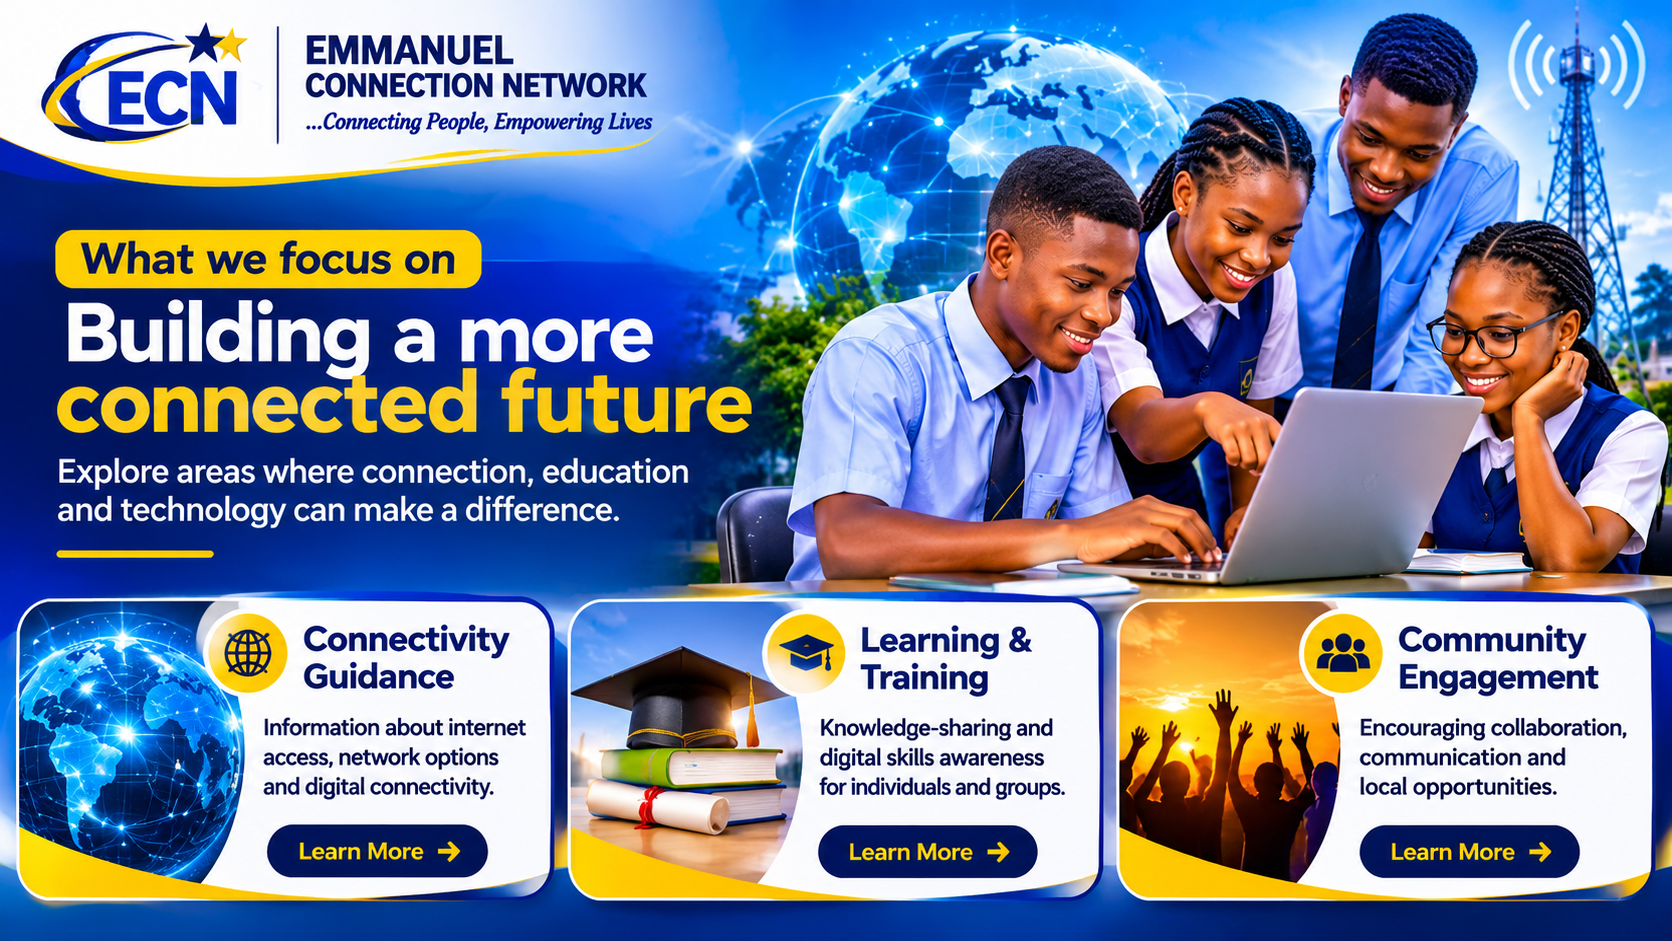 ECN
EMMANUEL
CONNECTION NETWORK
...Connecting People, Empowering Lives
What we focus on
Building a more
connected future
Explore areas where connection, education
and technology can make a difference.
Connectivity
Guidance
Information about internet
access, network options
and digital connectivity.
Learn More →
Learning &
Training
Knowledge-sharing and
digital skills awareness
for individuals and groups.
Learn More →
Community
Engagement
Encouraging collaboration,
communication and
local opportunities.
Learn More →